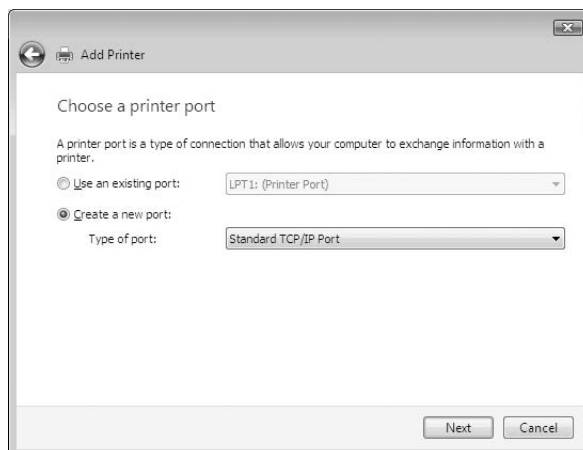 Add Printer
Choose a printer port
A printer port is a type of connection that allows your computer to exchange information with a
printer.
Use an existing port: LPT1: (Printer Port)
Create a new port:
Type of port: Standard TCP/IP Port
Next Cancel